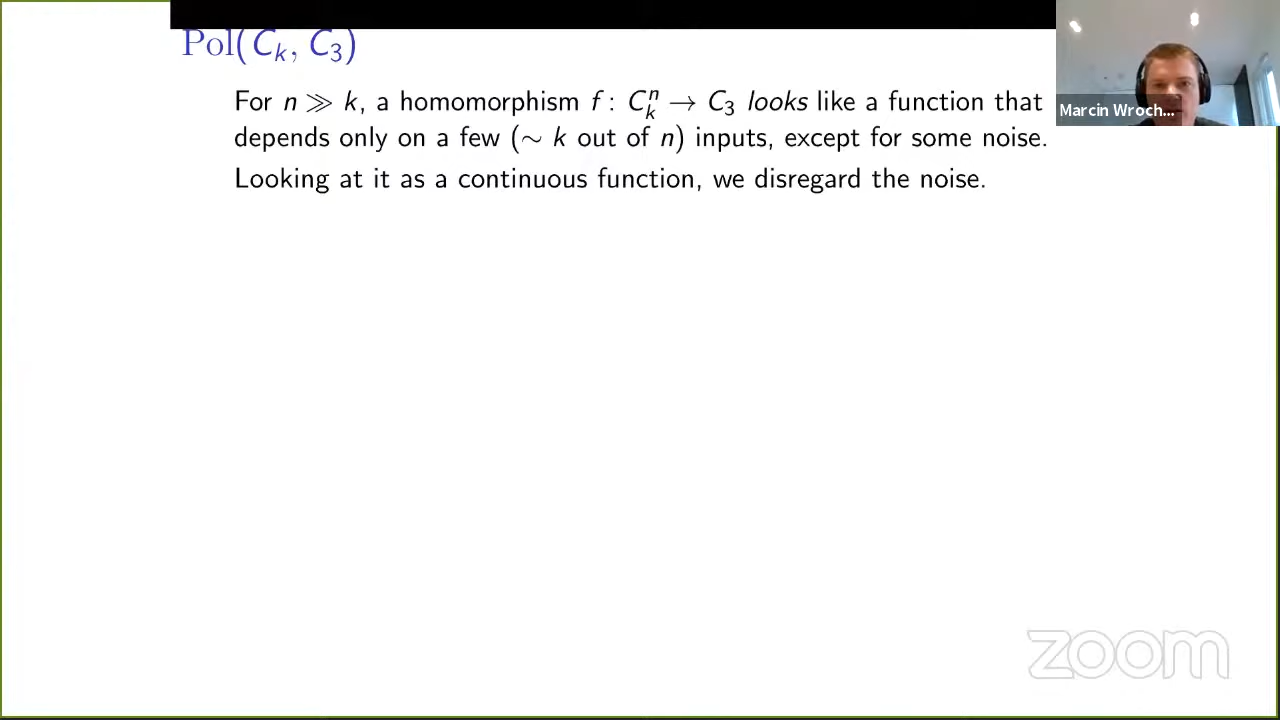 Pol(C_k, C_3)
For n ≫ k, a homomorphism f : C_k^n → C_3 looks like a function that
depends only on a few (∼ k out of n) inputs, except for some noise.
Looking at it as a continuous function, we disregard the noise.
Marcin Wroch...
zoom